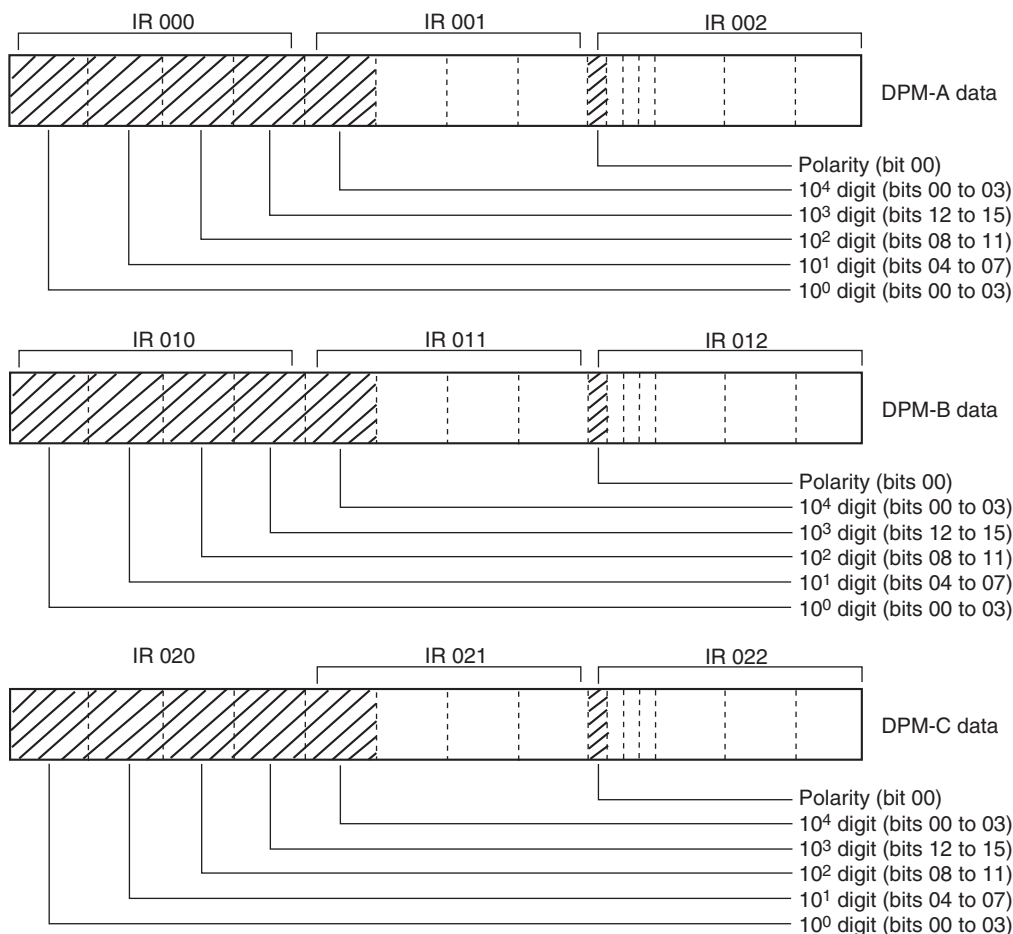 IR 000 IR 001 IR 002
DPM-A data
Polarity (bit 00)
10⁴ digit (bits 00 to 03)
10³ digit (bits 12 to 15)
10² digit (bits 08 to 11)
10¹ digit (bits 04 to 07)
10⁰ digit (bits 00 to 03)
IR 010 IR 011 IR 012
DPM-B data
Polarity (bits 00)
10⁴ digit (bits 00 to 03)
10³ digit (bits 12 to 15)
10² digit (bits 08 to 11)
10¹ digit (bits 04 to 07)
10⁰ digit (bits 00 to 03)
IR 020 IR 021 IR 022
DPM-C data
Polarity (bit 00)
10⁴ digit (bits 00 to 03)
10³ digit (bits 12 to 15)
10² digit (bits 08 to 11)
10¹ digit (bits 04 to 07)
10⁰ digit (bits 00 to 03)